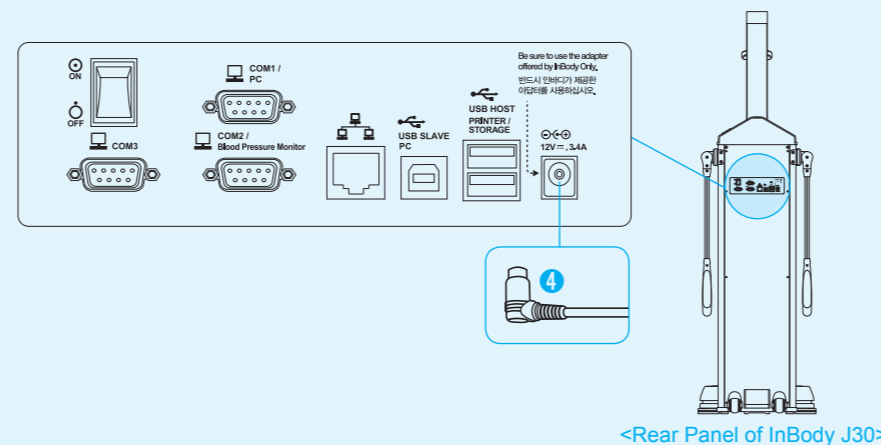 ON
OFF
COM1 /
PC
COM3
COM2 /
Blood Pressure Monitor
USB SLAVE
PC
USB HOST
PRINTER /
STORAGE
Be sure to use the adapter
offered by InBody Only.
반드시 인바디가 제공한
아답터를 사용하십시오.
12V⎓, 3.4A
4
<Rear Panel of InBody J30>